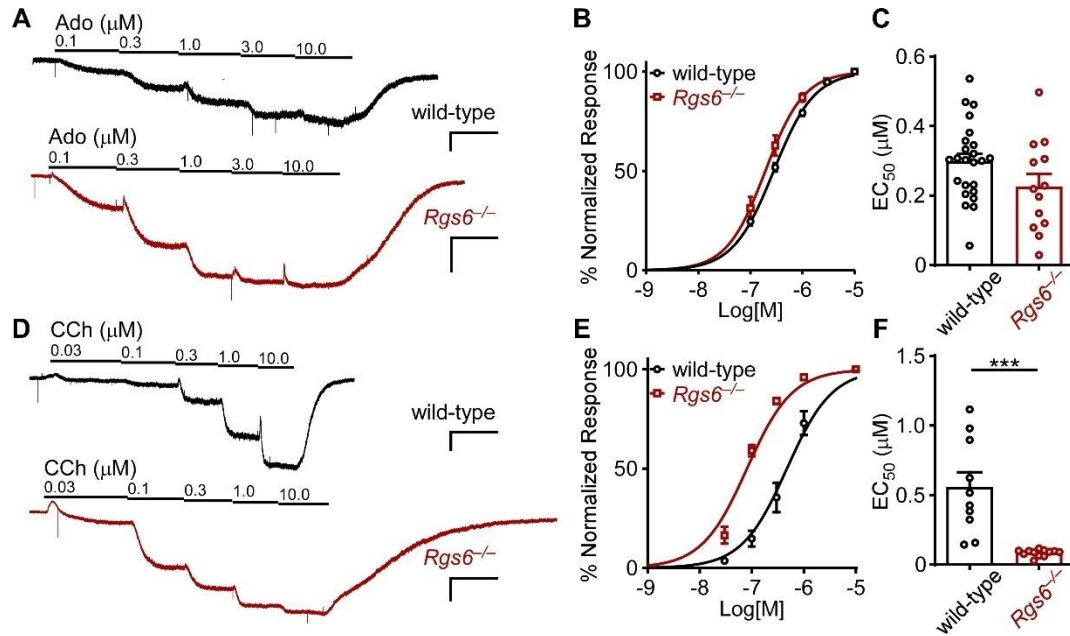 A
Ado (μM)
0.1 0.3 1.0 3.0 10.0
wild-type
Ado (μM)
0.1 0.3 1.0 3.0 10.0
Rgs6–/–
B
% Normalized Response
100
50
0
wild-type
Rgs6–/–
-9 -8 -7 -6 -5
Log[M]
C
EC50 (μM)
0.6
0.4
0.2
0.0
wild-type
Rgs6–/–
D
CCh (μM)
0.03 0.1 0.3 1.0 10.0
wild-type
CCh (μM)
0.03 0.1 0.3 1.0 10.0
Rgs6–/–
E
% Normalized Response
100
50
0
wild-type
Rgs6–/–
-9 -8 -7 -6 -5
Log[M]
F
EC50 (μM)
1.5
1.0
0.5
0.0
***
wild-type
Rgs6–/–